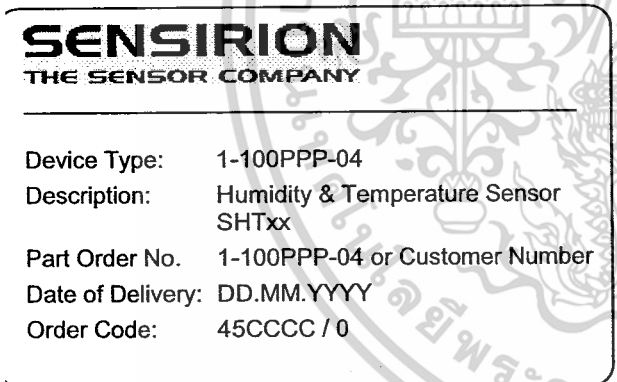 SENSIRION
THE SENSOR COMPANY
Device Type: 1-100PPP-04
Description: Humidity & Temperature Sensor
SHTxx
Part Order No. 1-100PPP-04 or Customer Number
Date of Delivery: DD.MM.YYYY
Order Code: 45CCCC / 0